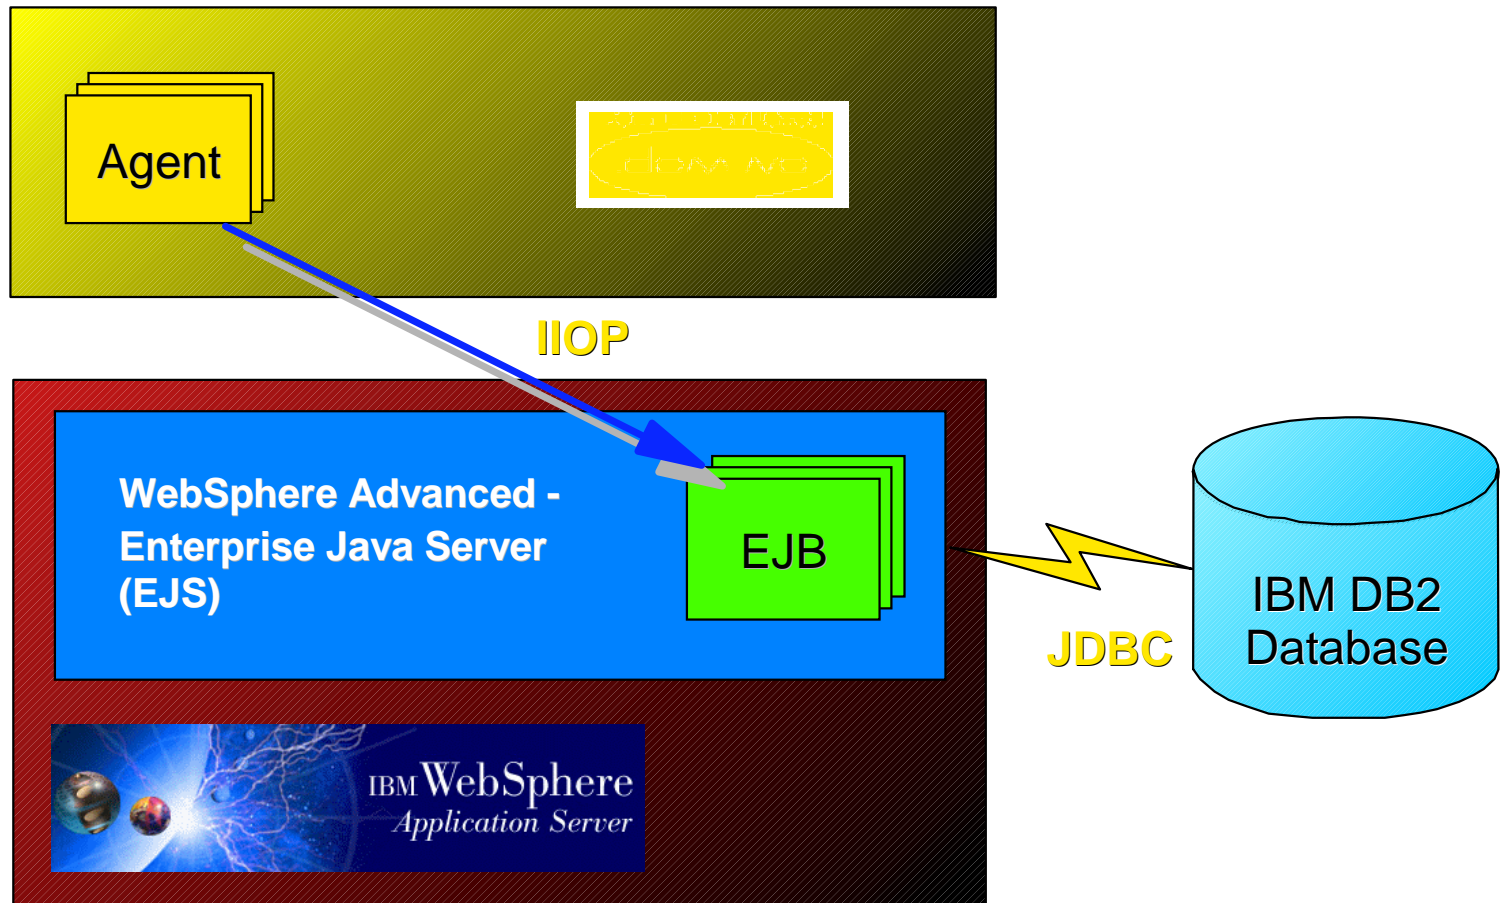 Agent
IIOP
WebSphere Advanced -
Enterprise Java Server
(EJS)
EJB
JDBC
IBM DB2
Database
IBM WebSphere
Application Server